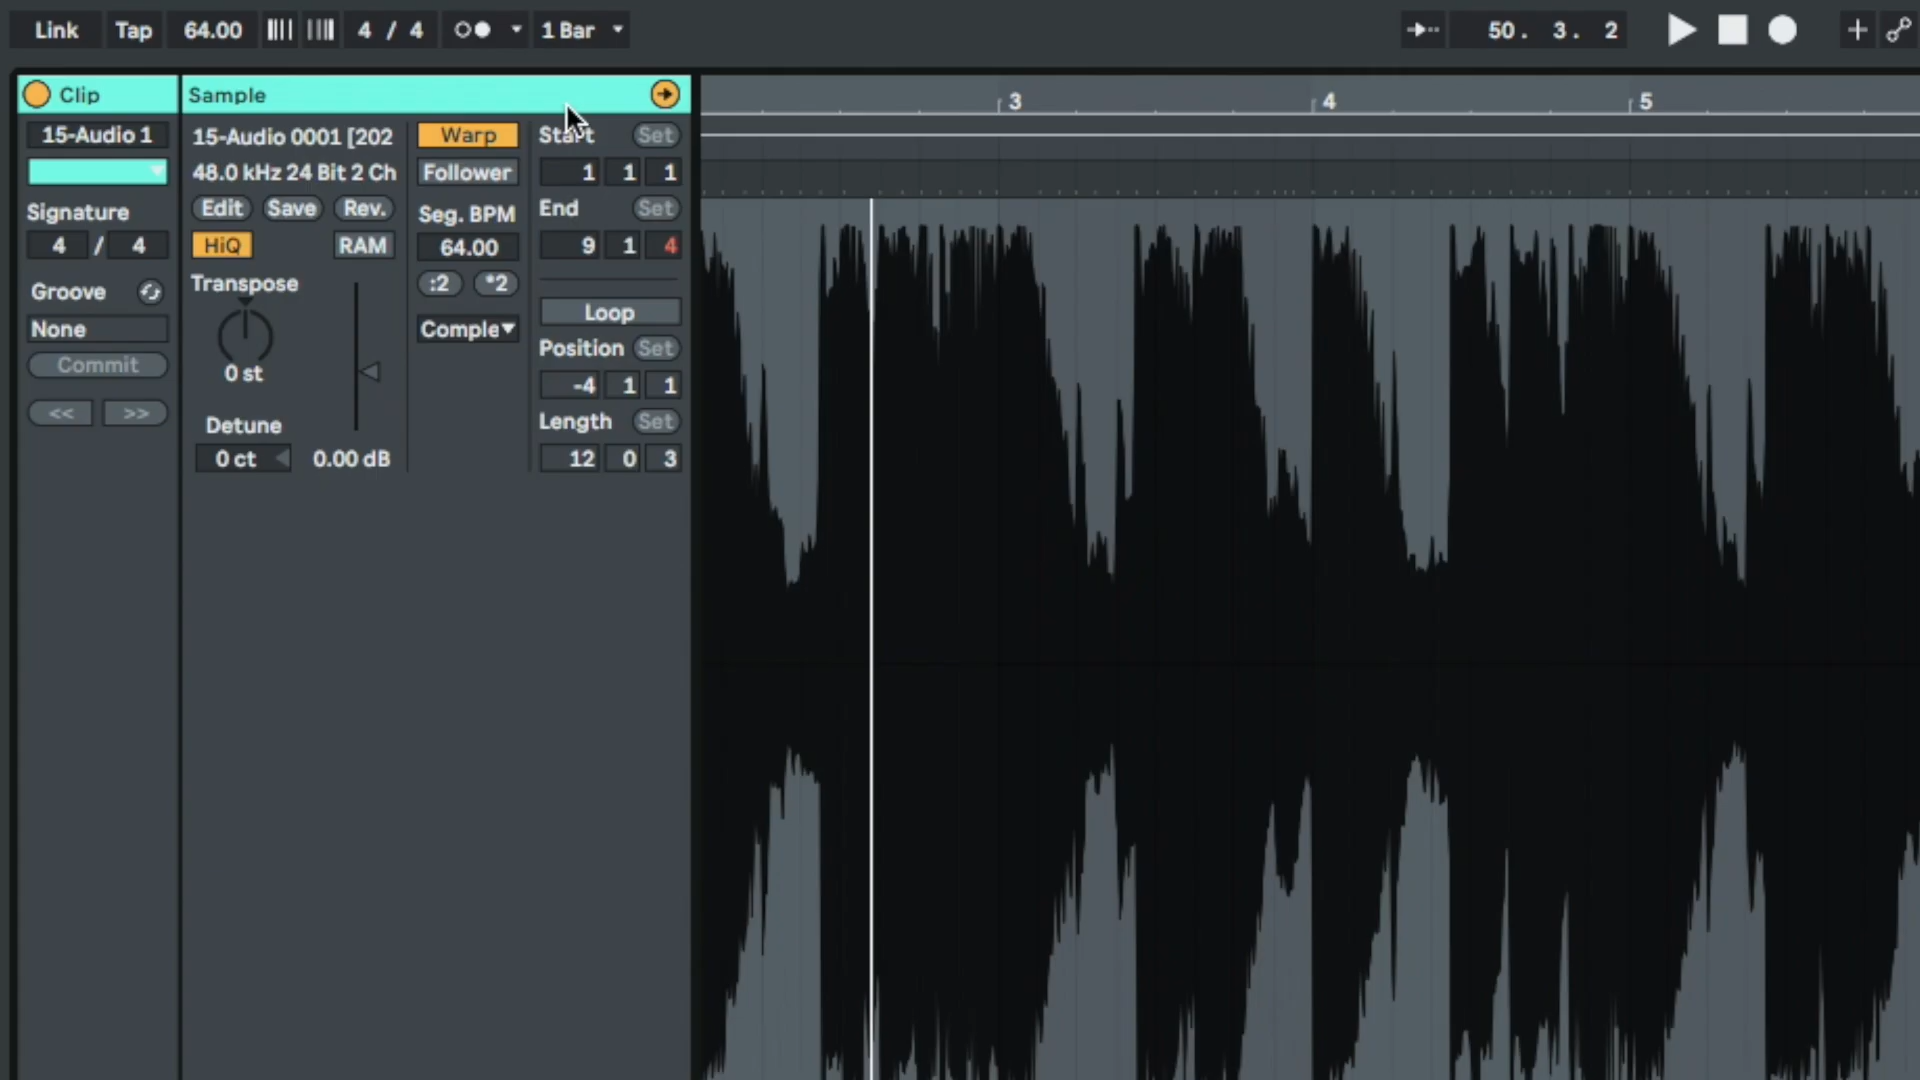 Link Tap 64.00 4 / 4 1 Bar 50. 3. 2
Clip
15-Audio 1
Signature
4 / 4
Groove
None
Commit
<< >>
Sample
15-Audio 0001 [202
48.0 kHz 24 Bit 2 Ch
Edit Save Rev.
HiQ RAM
Transpose
0 st
Detune
0 ct 0.00 dB
Warp
Follower
Seg. BPM
64.00
:2 *2
Comple
Start Set
1 1 1
End Set
9 1 4
Loop
Position Set
-4 1 1
Length Set
12 0 3
3 4 5